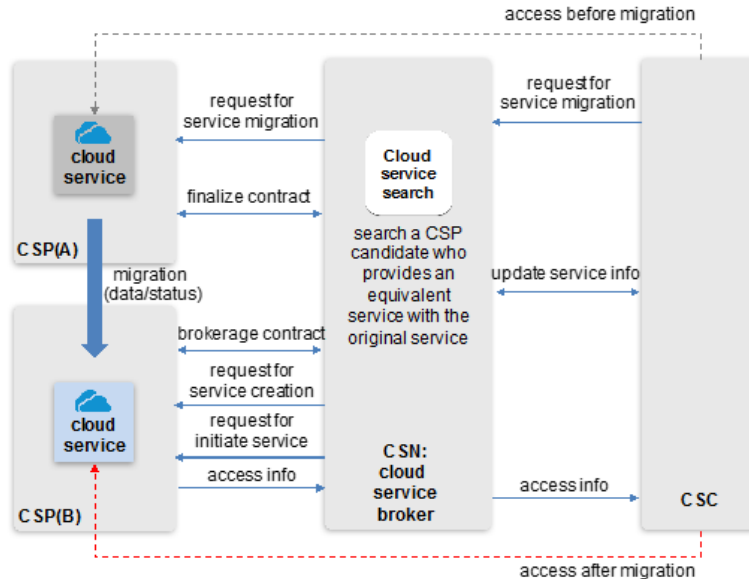 access before migration
request for
service migration
request for
service migration
cloud
service
Cloud
service
search
finalize contract
CSP(A)
search a CSP
candidate who
provides an
equivalent
service with the
original service
migration
(data/status)
update service info
brokerage contract
request for
service creation
cloud
service
request for
initiate service
access info
CSN:
cloud
service
broker
access info
CSP(B)
CSC
access after migration